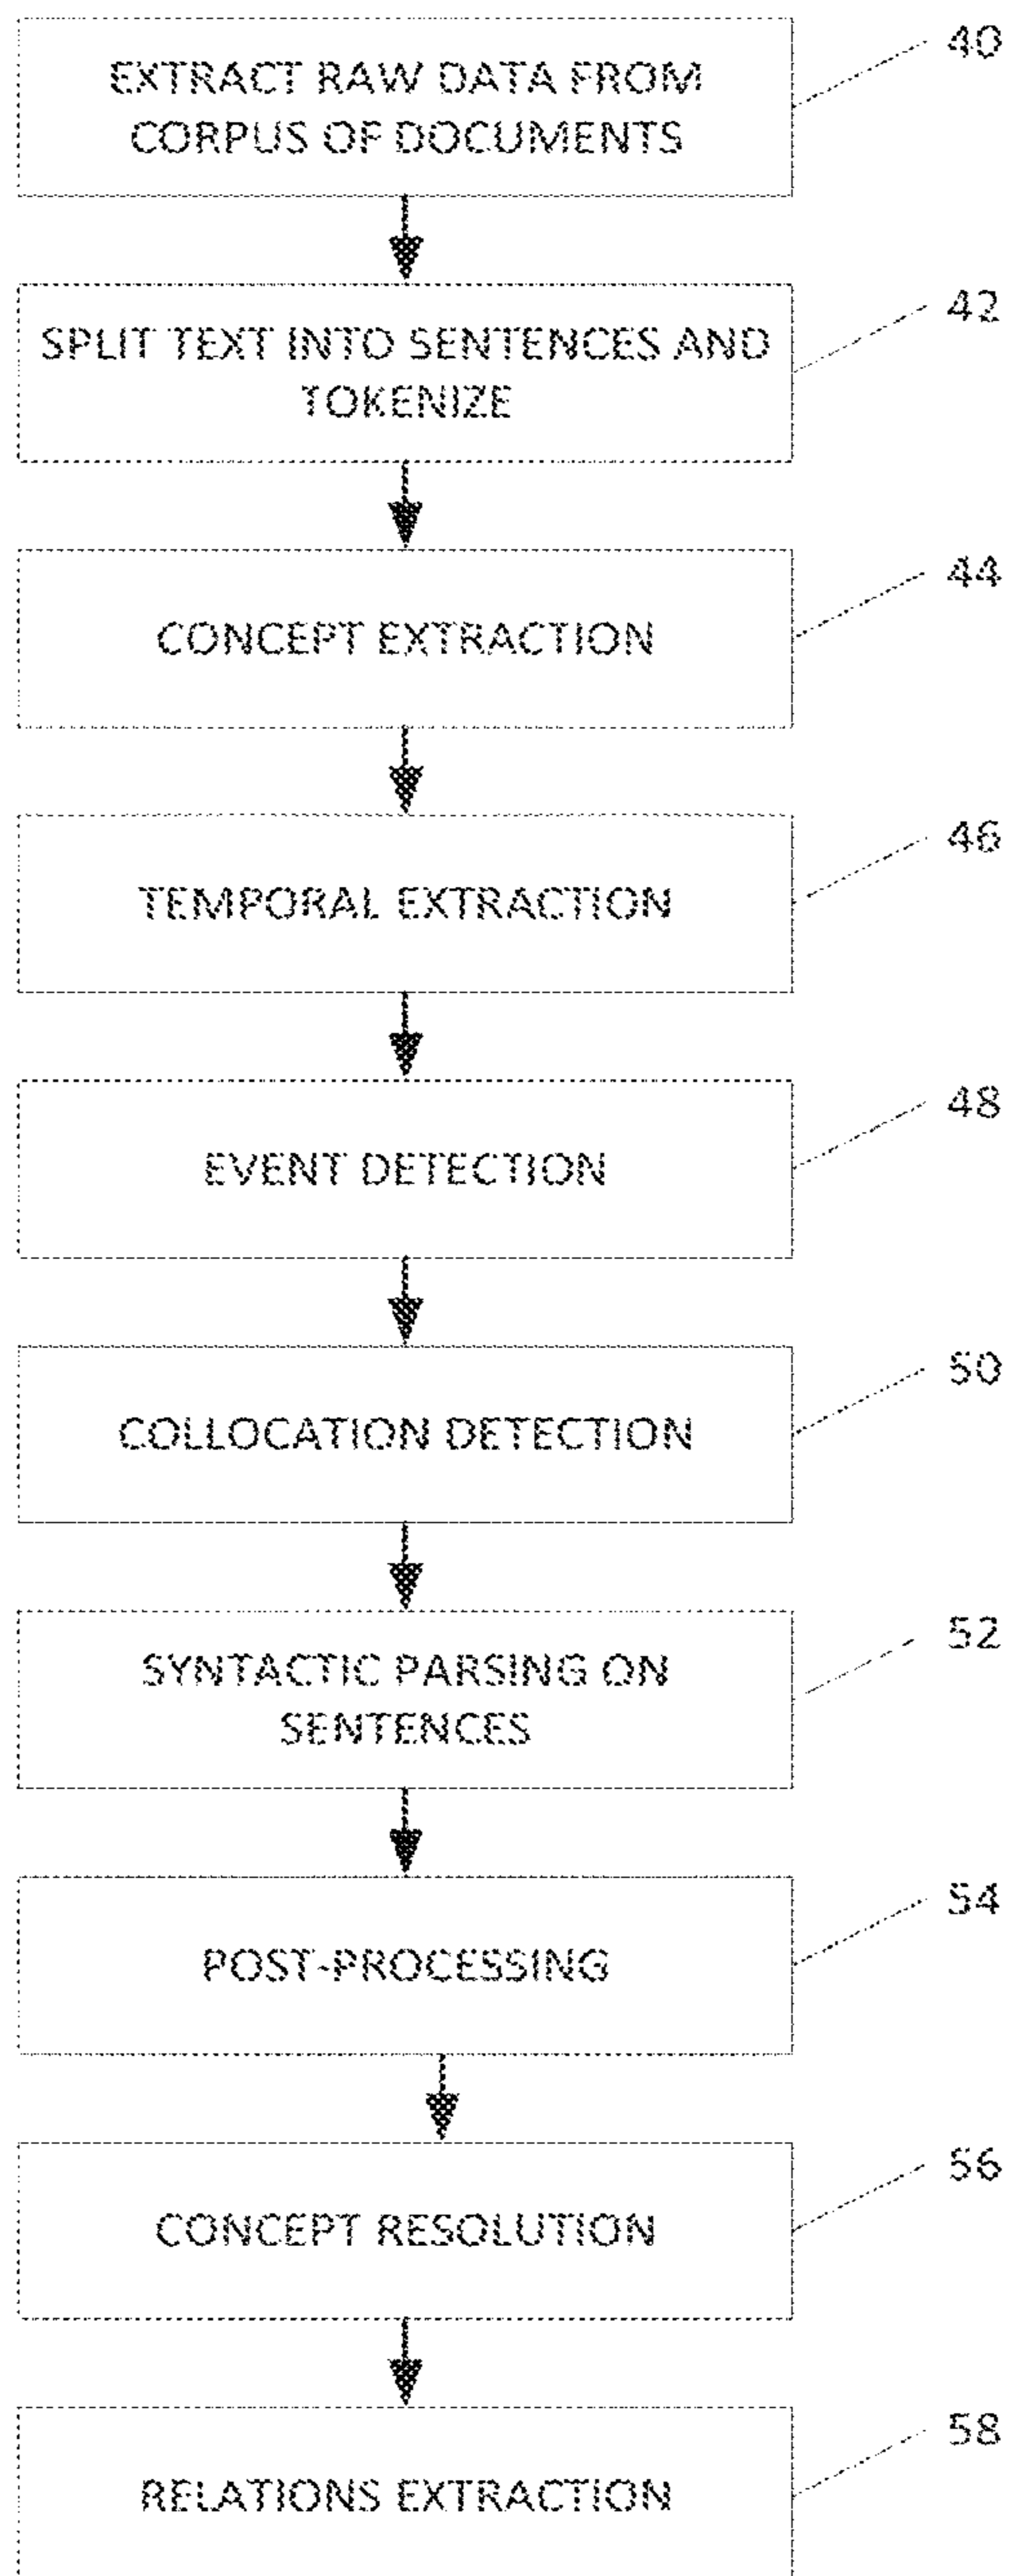 EXTRACT RAW DATA FROM
CORPUS OF DOCUMENTS
40
SPLIT TEXT INTO SENTENCES AND
TOKENIZE
42
CONCEPT EXTRACTION
44
TEMPORAL EXTRACTION
46
EVENT DETECTION
48
COLLOCATION DETECTION
50
SYNTACTIC PARSING ON
SENTENCES
52
POST-PROCESSING
54
CONCEPT RESOLUTION
56
RELATIONS EXTRACTION
58